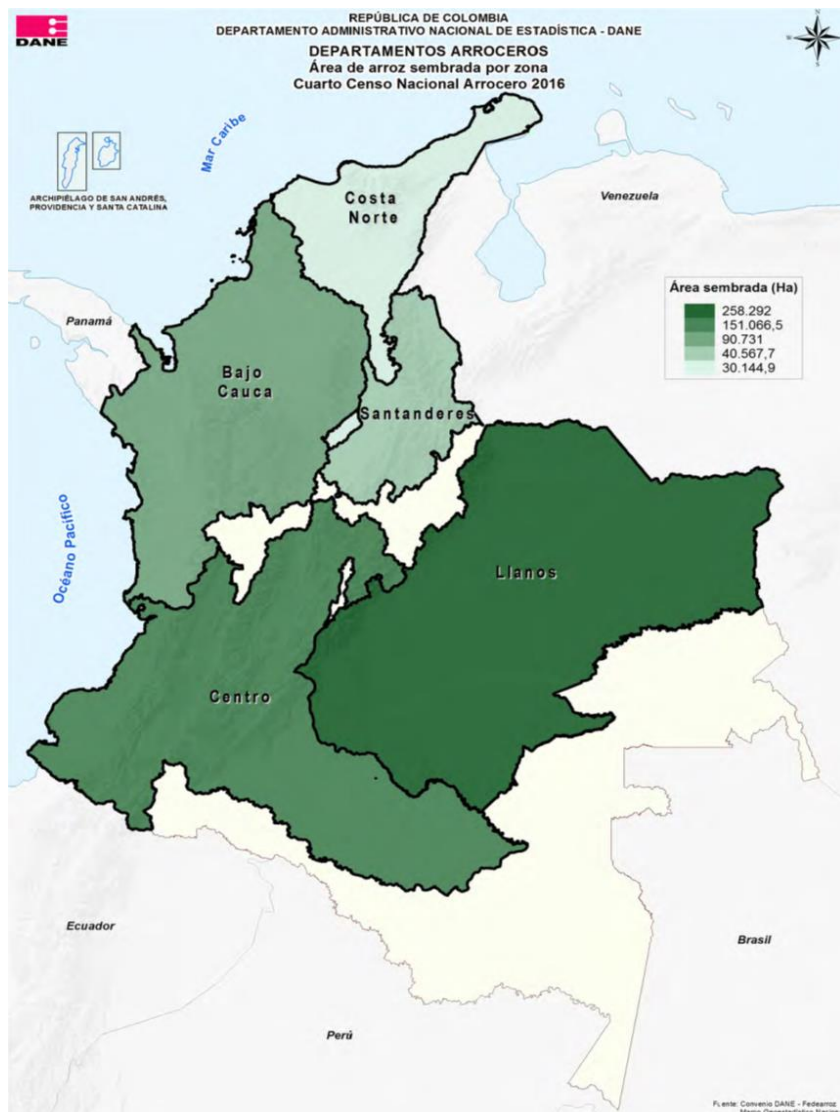 DANE
REPÚBLICA DE COLOMBIA
DEPARTAMENTO ADMINISTRATIVO NACIONAL DE ESTADÍSTICA - DANE
DEPARTAMENTOS ARROCEROS
Área de arroz sembrada por zona
Cuarto Censo Nacional Arrocero 2016
N
W
E
S
Mar Caribe
ARCHIPIÉLAGO DE SAN ANDRÉS,
PROVIDENCIA Y SANTA CATALINA
Costa
Norte
Venezuela
Área sembrada (Ha)
258.292
151.066,5
90.731
40.567,7
30.144,9
Panamá
Bajo
Cauca
Santanderes
Océano Pacífico
Llanos
Centro
Ecuador
Brasil
Perú
Fuente: Convenio DANE - Fedearroz